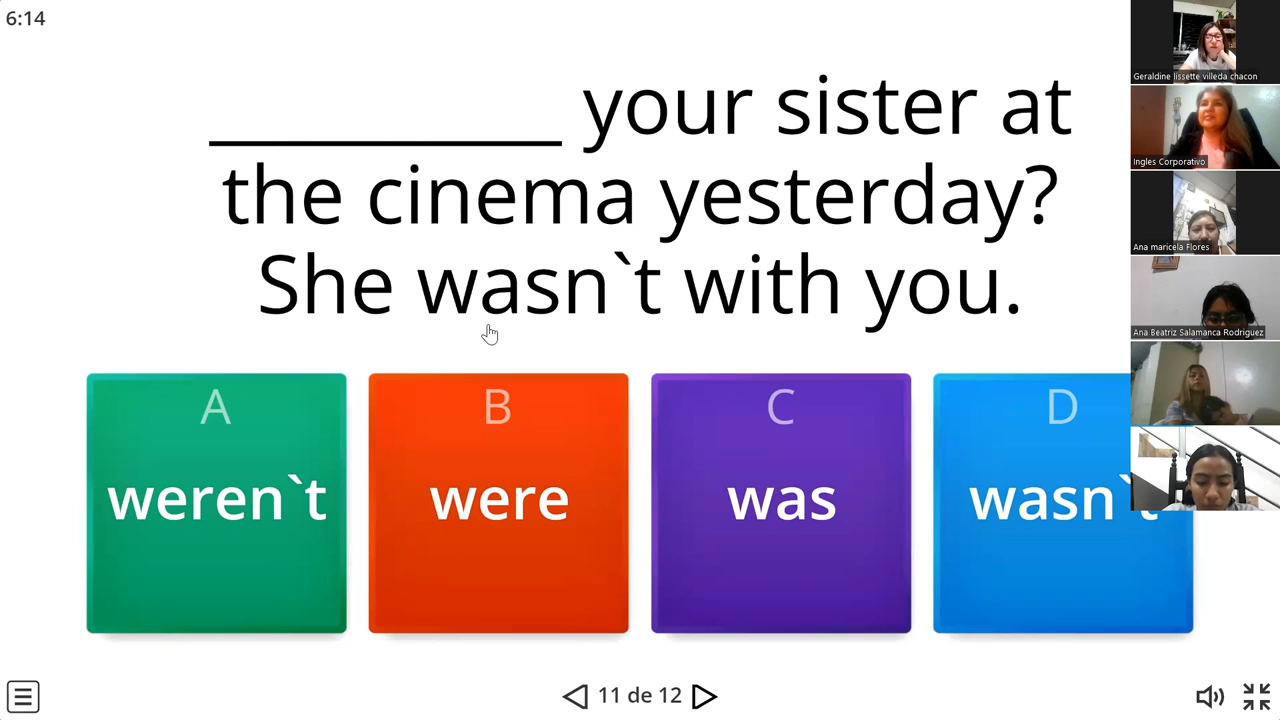 6:14
__________ your sister at
the cinema yesterday?
She wasn`t with you.
A
weren`t
B
were
C
was
D
wasn`t
11 de 12
Geraldine lissette villeda chacon
Ingles Corporativo
Ana maricela Flores
Ana Beatriz Salamanca Rodriguez